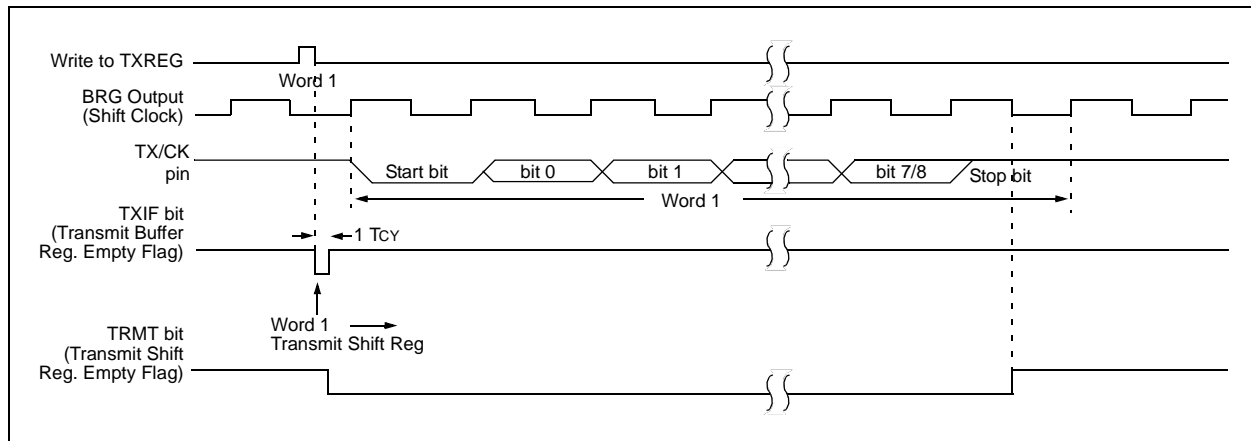 Write to TXREG
Word 1
BRG Output
(Shift Clock)
TX/CK
pin
Start bit
bit 0
bit 1
bit 7/8
Stop bit
Word 1
TXIF bit
(Transmit Buffer
Reg. Empty Flag)
1 TCY
Word 1
Transmit Shift Reg
TRMT bit
(Transmit Shift
Reg. Empty Flag)